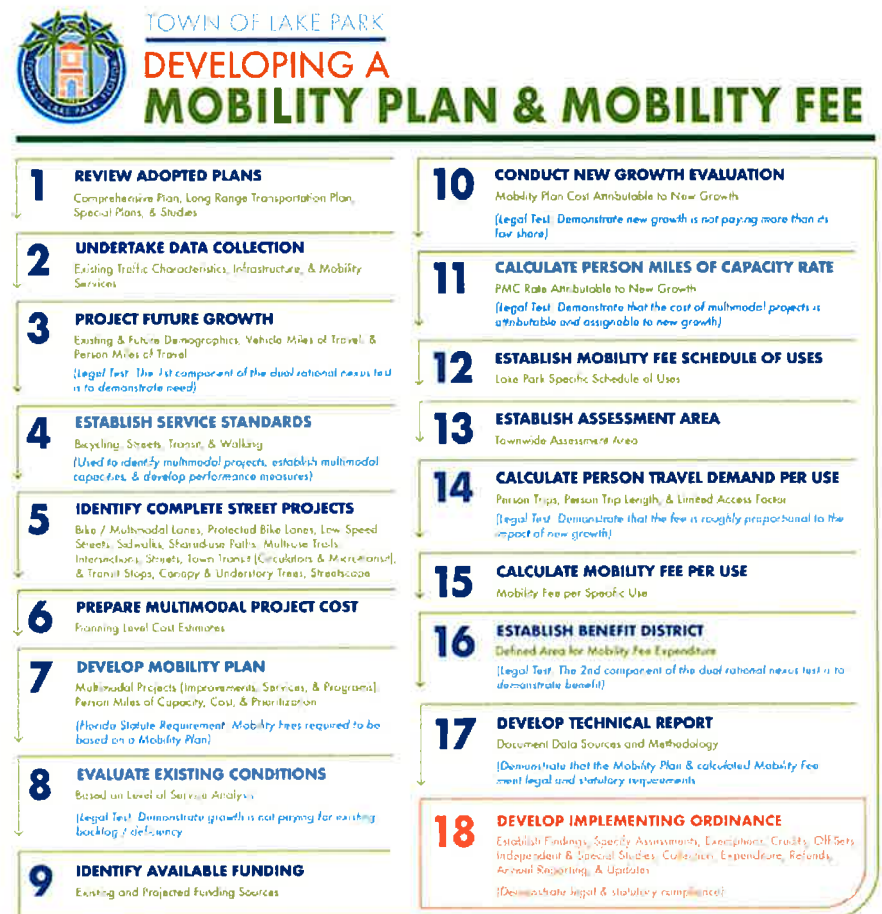 TOWN OF LAKE PARK
DEVELOPING A
MOBILITY PLAN & MOBILITY FEE
TOWN OF LAKE PARK, FLORIDA
1
REVIEW ADOPTED PLANS
Comprehensive Plan, Long Range Transportation Plan,
Special Plans, & Studies
2
UNDERTAKE DATA COLLECTION
Existing Traffic Characteristics, Infrastructure, & Mobility
Services
3
PROJECT FUTURE GROWTH
Existing & Future Demographics, Vehicle Miles of Travel, &
Person Miles of Travel
(Legal Test: The 1st component of the dual rational nexus test
is to demonstrate need)
4
ESTABLISH SERVICE STANDARDS
Bicycling, Streets, Transit, & Walking
(Used to identify multimodal projects, establish multimodal
capacities, & develop performance measures)
5
IDENTIFY COMPLETE STREET PROJECTS
Bike / Multimodal Lanes, Protected Bike Lanes, Low Speed
Streets, Sidwalks, Shared-use Paths, Multiuse Trails,
Intersections, Streets, Town Transit (Circulators & Microtransit),
& Transit Stops, Canopy & Understory Trees, Streetscape
6
PREPARE MULTIMODAL PROJECT COST
Planning Level Cost Estimates
7
DEVELOP MOBILITY PLAN
Multimodal Projects (Improvements, Services, & Programs),
Person Miles of Capacity, Cost, & Prioritization
(Florida Statute Requirement: Mobility Fees required to be
based on a Mobility Plan)
8
EVALUATE EXISTING CONDITIONS
Based on Level of Service Analysis
(Legal Test: Demonstrate growth is not paying for existing
backlog / deficiency
9
IDENTIFY AVAILABLE FUNDING
Existing and Projected Funding Sources
10
CONDUCT NEW GROWTH EVALUATION
Mobility Plan Cost Attributable to New Growth
(Legal Test: Demonstrate new growth is not paying more than its
fair share)
11
CALCULATE PERSON MILES OF CAPACITY RATE
PMC Rate Attributable to New Growth
(Legal Test: Demonstrate that the cost of multimodal projects is
attributable and assignable to new growth)
12
ESTABLISH MOBILITY FEE SCHEDULE OF USES
Lake Park Specific Schedule of Uses
13
ESTABLISH ASSESSMENT AREA
Townwide Assessment Area
14
CALCULATE PERSON TRAVEL DEMAND PER USE
Person Trips, Person Trip Length, & Limited Access Factor
(Legal Test: Demonstrate that the fee is roughly proportional to the
impact of new growth)
15
CALCULATE MOBILITY FEE PER USE
Mobility Fee per Specific Use
16
ESTABLISH BENEFIT DISTRICT
Defined Area for Mobility Fee Expenditure
(Legal Test: The 2nd component of the dual rational nexus test is to
demonstrate benefit)
17
DEVELOP TECHNICAL REPORT
Document Data Sources and Methodology
(Demonstrate that the Mobility Plan & calculated Mobility Fee
meet legal and statutory requirements
18
DEVELOP IMPLEMENTING ORDINANCE
Establish Findings, Specify Assessments, Exemptions, Credits, Off-Sets,
Independent & Special Studies, Collection, Expenditure, Refunds,
Annual Reporting, & Updates
(Demonstrate legal & statutory compliance)